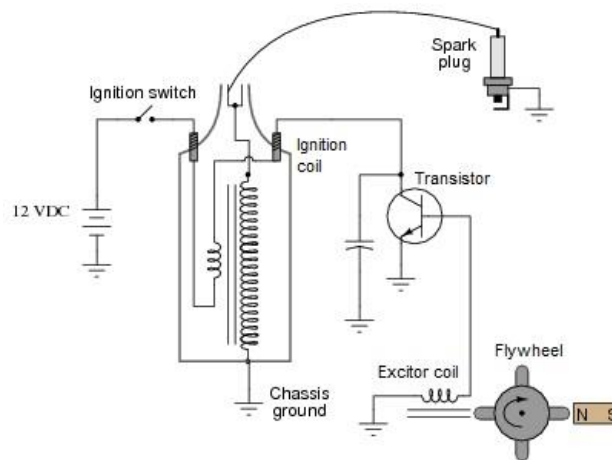 Spark
plug
Ignition switch
Ignition
coil
Transistor
12 VDC
Flywheel
Excitor coil
Chassis
ground
N S